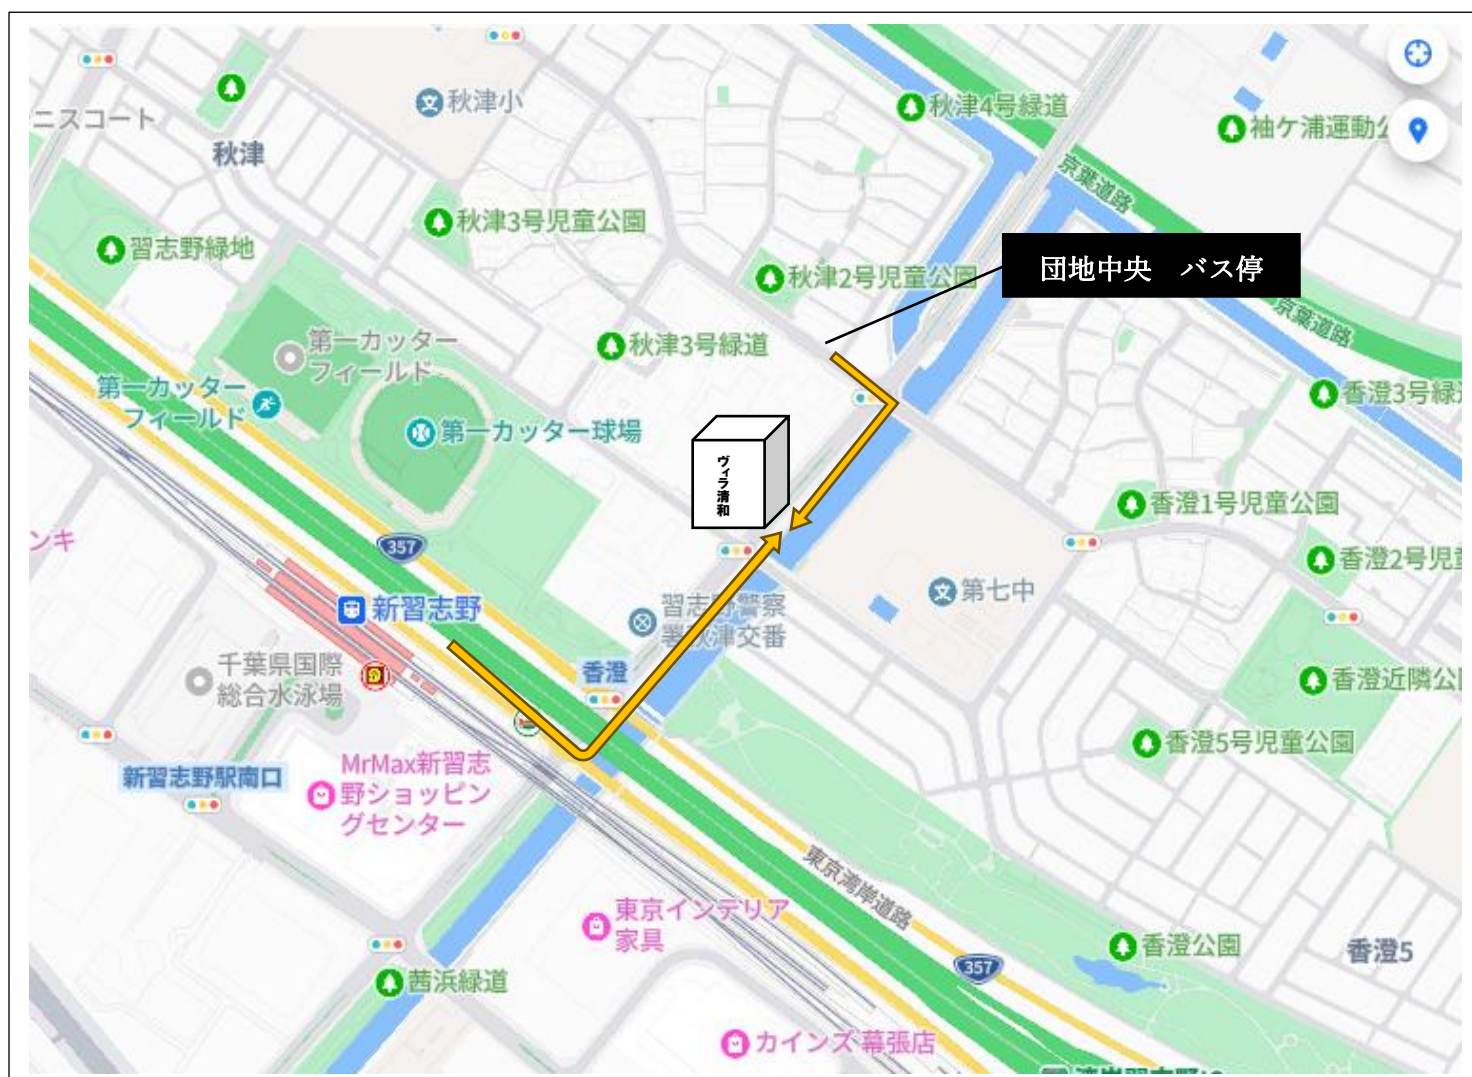 秋津小
秋津4号緑道
ニスコート
袖ケ浦運動
秋津
京葉道路
秋津3号児童公園
習志野緑地
団地中央 バス停
秋津2号児童公園
京葉道路
第一カッター
フィールド
秋津3号緑道
第一カッター
フィールド
香澄3号緑
第一カッター球場
ヴィラ清和
香澄1号児童公園
ンキ
357
香澄2号児
第七中
新習志野
習志野警察
署秋津交番
千葉県国際
総合水泳場
香澄
香澄近隣公
香澄5号児童公園
新習志野駅南口
MrMax新習志
野ショッピン
グセンター
東京湾岸道路
東京インテリア
家具
香澄公園
香澄5
357
茜浜緑道
カインズ 幕張店